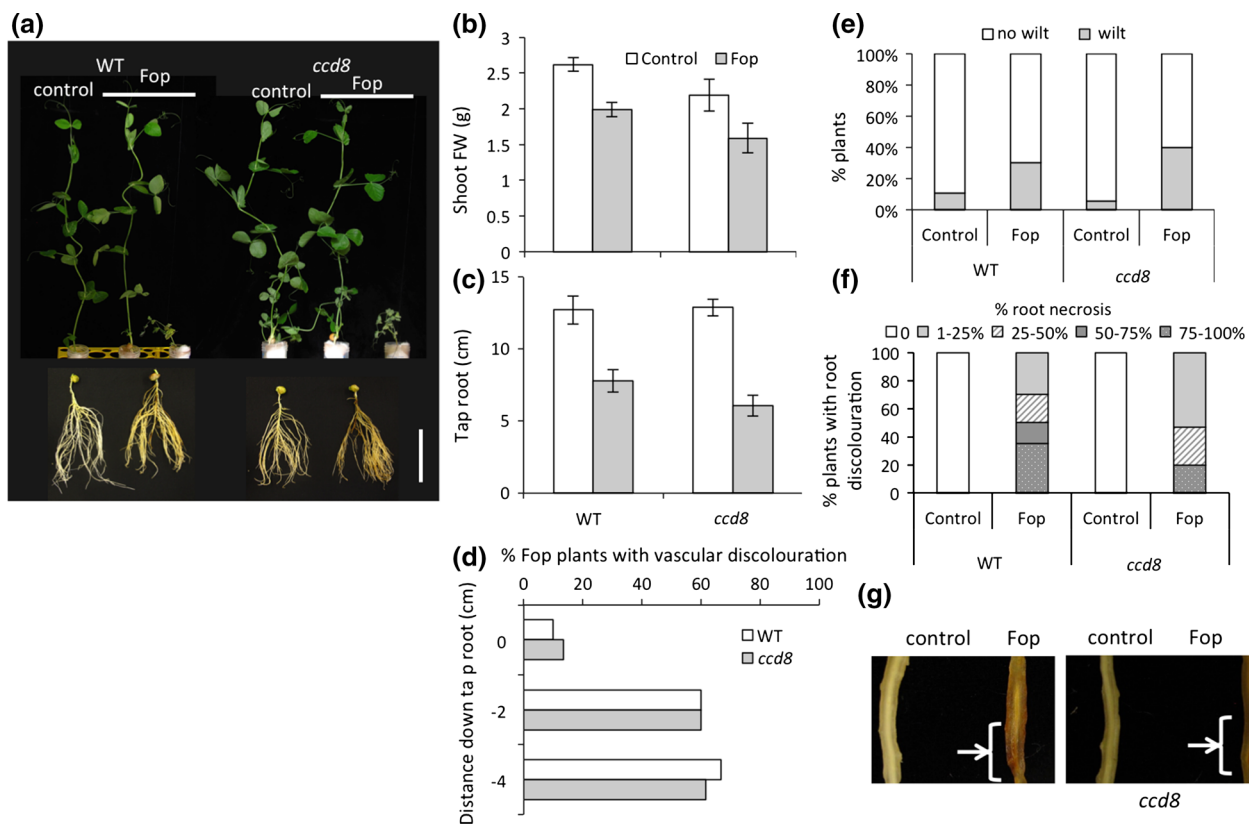 (a)
WT
ccd8
control
Fop
control
Fop
(b)
Shoot FW (g)
3
2.5
2
1.5
1
0.5
0
Control
Fop
(c)
Tap root (cm)
15
10
5
0
WT
ccd8
(d)
% Fop plants with vascular discolouration
0 20 40 60 80 100
Distance down ta p root (cm)
0
-2
-4
WT
ccd8
(e)
no wilt
wilt
% plants
100%
80%
60%
40%
20%
0%
Control Fop Control Fop
WT ccd8
(f)
% root necrosis
0 1-25% 25-50% 50-75% 75-100%
% plants with root
discolouration
100
80
60
40
20
0
Control Fop Control Fop
WT ccd8
(g)
control Fop control Fop
ccd8